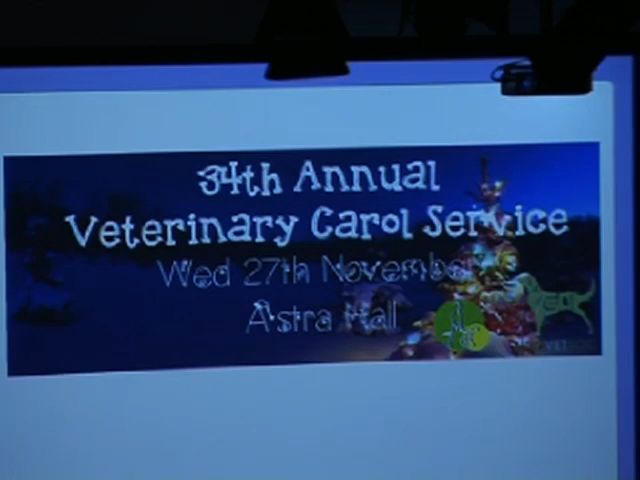 34th Annual
Veterinary Carol Service
Wed 27th November
Astra Hall